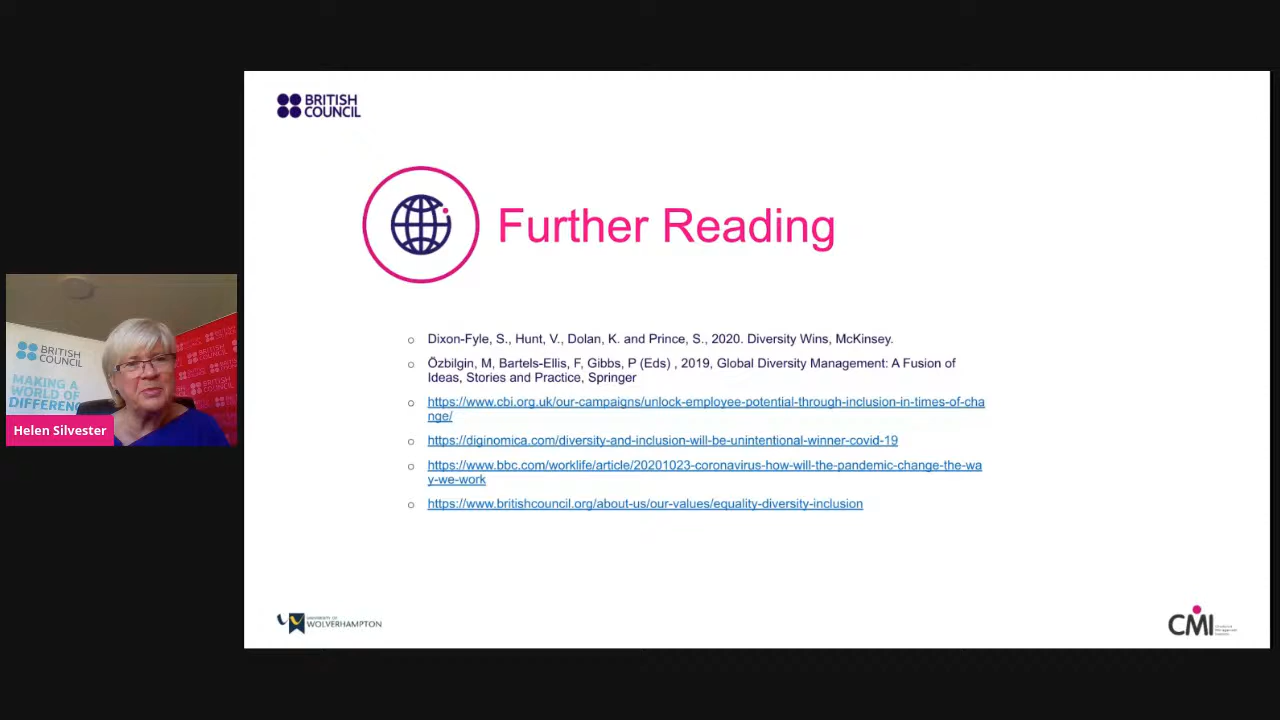 BRITISH
COUNCIL
Further Reading
Dixon-Fyle, S., Hunt, V., Dolan, K. and Prince, S., 2020. Diversity Wins, McKinsey.
Özbilgin, M, Bartels-Ellis, F, Gibbs, P (Eds) , 2019, Global Diversity Management: A Fusion of
Ideas, Stories and Practice, Springer
https://www.cbi.org.uk/our-campaigns/unlock-employee-potential-through-inclusion-in-times-of-cha
nge/
https://diginomica.com/diversity-and-inclusion-will-be-unintentional-winner-covid-19
https://www.bbc.com/worklife/article/20201023-coronavirus-how-will-the-pandemic-change-the-wa
y-we-work
https://www.britishcouncil.org/about-us/our-values/equality-diversity-inclusion
UNIVERSITY OF
WOLVERHAMPTON
CMI
BRITISH
COUNCIL
MAKING A
WORLD OF
DIFFEREN
Helen Silvester
BRITISH
COUNCIL